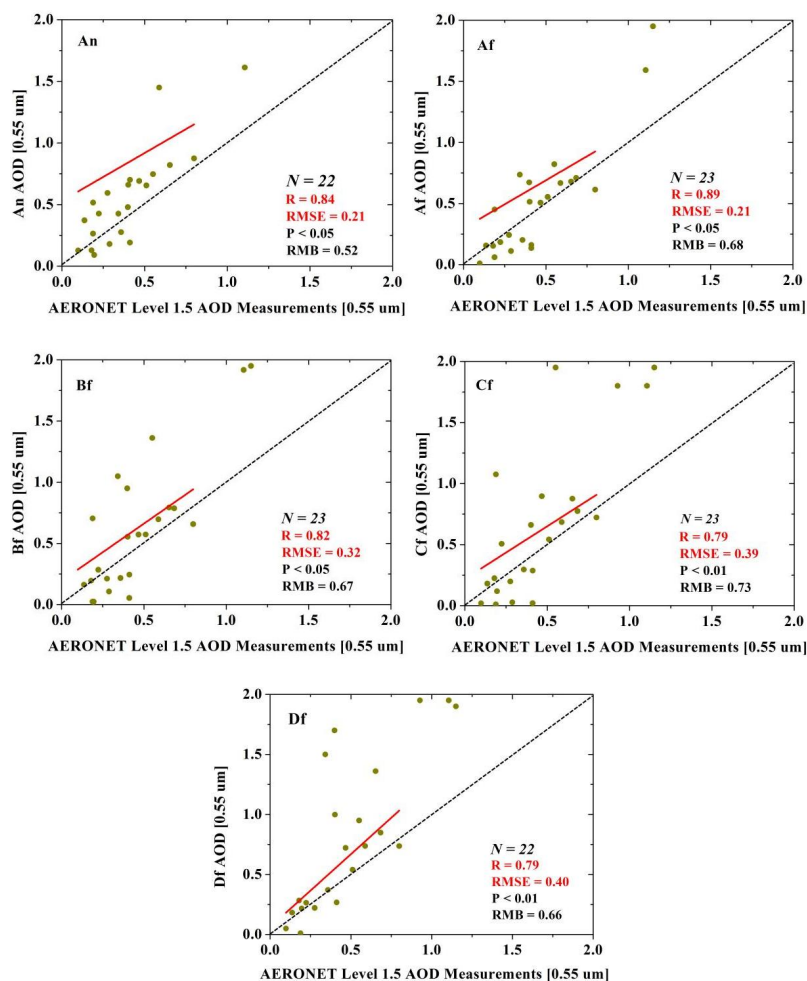 An
An AOD [0.55 um]
2.0
1.5
1.0
0.5
0.0
N = 22
R = 0.84
RMSE = 0.21
P < 0.05
RMB = 0.52
0.0 0.5 1.0 1.5 2.0
AERONET Level 1.5 AOD Measurements [0.55 um]
Af
Af AOD [0.55 um]
2.0
1.5
1.0
0.5
0.0
N = 23
R = 0.89
RMSE = 0.21
P < 0.05
RMB = 0.68
0.0 0.5 1.0 1.5 2.0
AERONET Level 1.5 AOD Measurements [0.55 um]
Bf
Bf AOD [0.55 um]
2.0
1.5
1.0
0.5
0.0
N = 23
R = 0.82
RMSE = 0.32
P < 0.05
RMB = 0.67
0.0 0.5 1.0 1.5 2.0
AERONET Level 1.5 AOD Measurements [0.55 um]
Cf
Cf AOD [0.55 um]
2.0
1.5
1.0
0.5
0.0
N = 23
R = 0.79
RMSE = 0.39
P < 0.01
RMB = 0.73
0.0 0.5 1.0 1.5 2.0
AERONET Level 1.5 AOD Measurements [0.55 um]
Df
Df AOD [0.55 um]
2.0
1.5
1.0
0.5
0.0
N = 22
R = 0.79
RMSE = 0.40
P < 0.01
RMB = 0.66
0.0 0.5 1.0 1.5 2.0
AERONET Level 1.5 AOD Measurements [0.55 um]